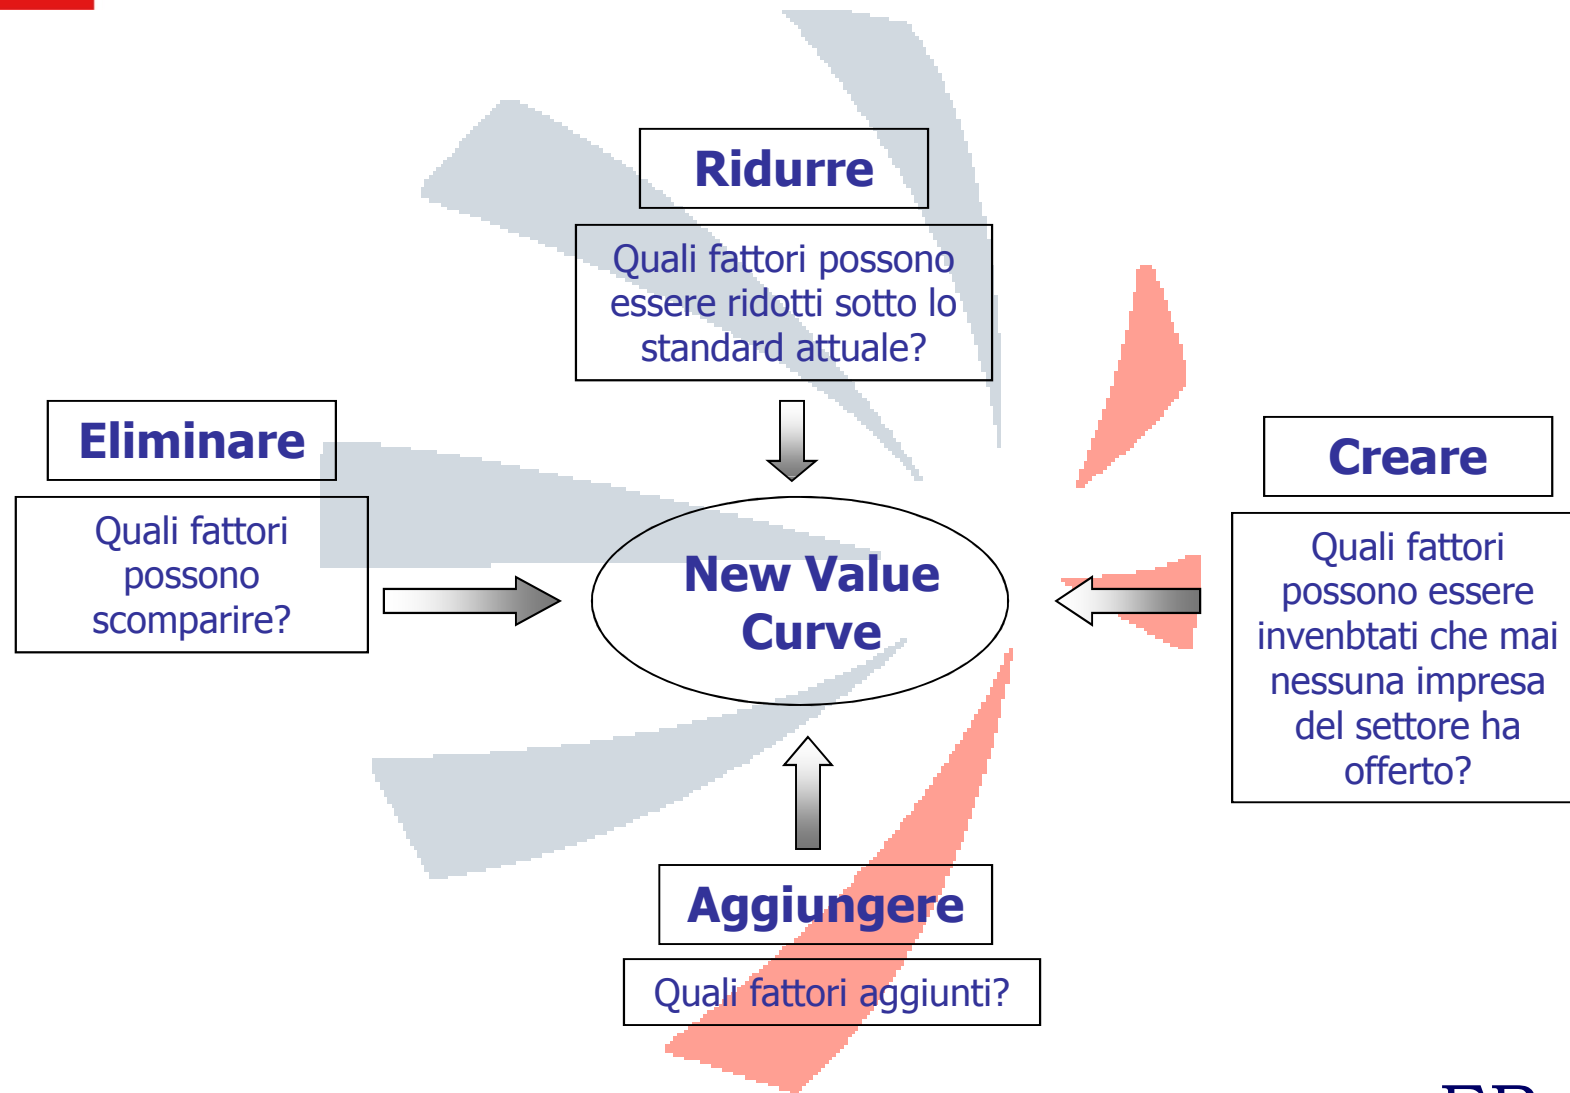 Ridurre
Quali fattori possono
essere ridotti sotto lo
standard attuale?
Eliminare
Quali fattori
possono
scomparire?
New Value
Curve
Creare
Quali fattori
possono essere
invenbtati che mai
nessuna impresa
del settore ha
offerto?
Aggiungere
Quali fattori aggiunti?